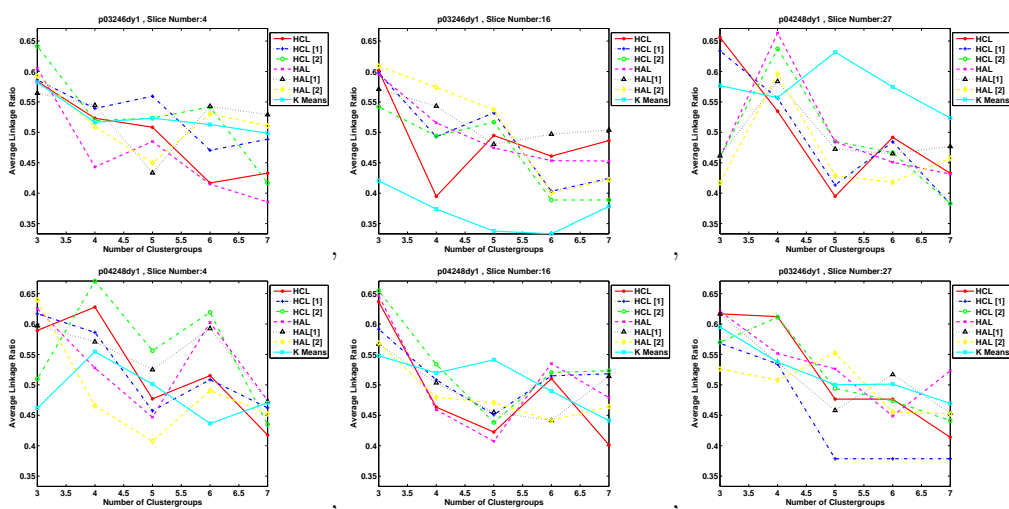 p03246dy1 , Slice Number:4
0.65
0.6
0.55
0.5
0.45
0.4
0.35
Average Linkage Ratio
3 3.5 4 4.5 5 5.5 6 6.5 7
Number of Clustergroups
HCL
HCL [1]
HCL [2]
HAL
HAL[1]
HAL [2]
K Means
,
p03246dy1 , Slice Number:16
0.65
0.6
0.55
0.5
0.45
0.4
0.35
Average Linkage Ratio
3 3.5 4 4.5 5 5.5 6 6.5 7
Number of Clustergroups
HCL
HCL [1]
HCL [2]
HAL
HAL[1]
HAL [2]
K Means
,
p04248dy1 , Slice Number:27
0.65
0.6
0.55
0.5
0.45
0.4
0.35
Average Linkage Ratio
3 3.5 4 4.5 5 5.5 6 6.5 7
Number of Clustergroups
HCL
HCL [1]
HCL [2]
HAL
HAL[1]
HAL [2]
K Means
p04248dy1 , Slice Number:4
0.65
0.6
0.55
0.5
0.45
0.4
0.35
Average Linkage Ratio
3 3.5 4 4.5 5 5.5 6 6.5 7
Number of Clustergroups
HCL
HCL [1]
HCL [2]
HAL
HAL[1]
HAL [2]
K Means
,
p04248dy1 , Slice Number:16
0.65
0.6
0.55
0.5
0.45
0.4
0.35
Average Linkage Ratio
3 3.5 4 4.5 5 5.5 6 6.5 7
Number of Clustergroups
HCL
HCL [1]
HCL [2]
HAL
HAL[1]
HAL [2]
K Means
,
p03246dy1 , Slice Number:27
0.65
0.6
0.55
0.5
0.45
0.4
0.35
Average Linkage Ratio
3 3.5 4 4.5 5 5.5 6 6.5 7
Number of Clustergroups
HCL
HCL [1]
HCL [2]
HAL
HAL[1]
HAL [2]
K Means